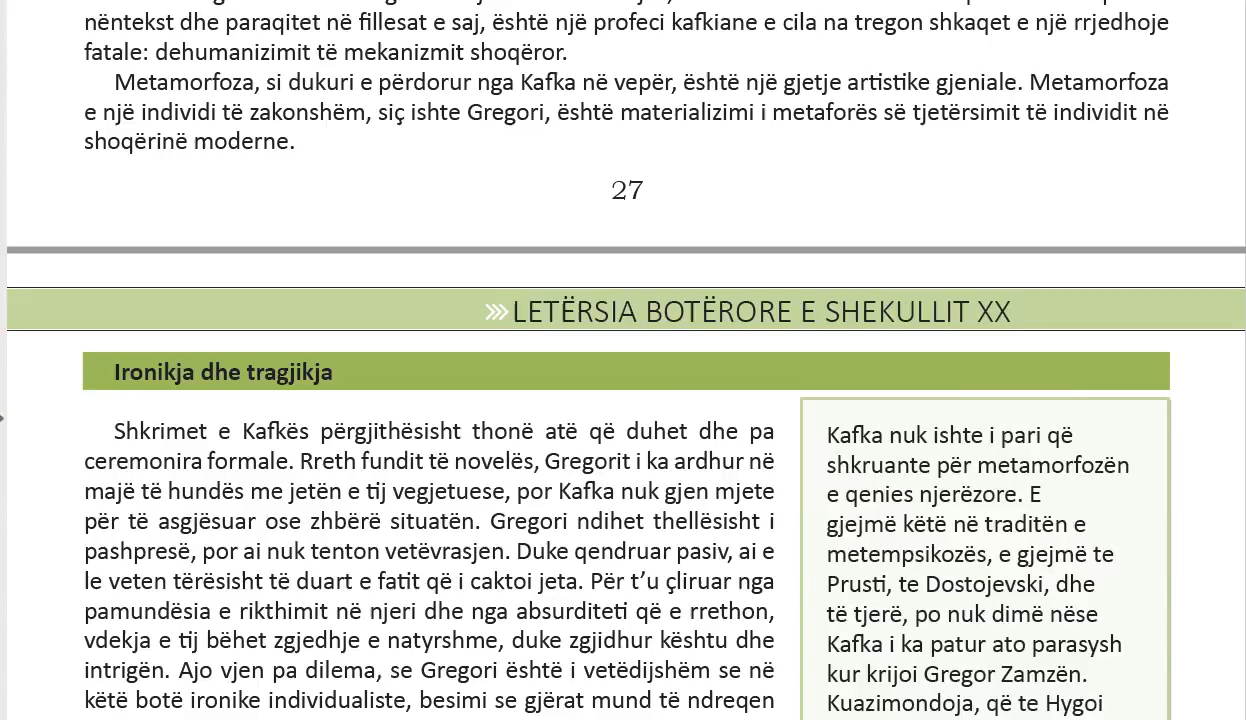 nëntekst dhe paraqitet në fillesat e saj, është një profeci kafkiane e cila na tregon shkaqet e një rrjedhoje
fatale: dehumanizimit të mekanizmit shoqëror.
Metamorfoza, si dukuri e përdorur nga Kafka në vepër, është një gjetje artistike gjeniale. Metamorfoza
e një individi të zakonshëm, siç ishte Gregori, është materializimi i metaforës së tjetërsimit të individit në
shoqërinë moderne.
27
LETËRSIA BOTËRORE E SHEKULLIT XX
Ironikja dhe tragjikja
Shkrimet e Kafkës përgjithësisht thonë atë që duhet dhe pa
ceremonira formale. Rreth fundit të novelës, Gregorit i ka ardhur në
majë të hundës me jetën e tij vegjetuese, por Kafka nuk gjen mjete
për të asgjësuar ose zhbërë situatën. Gregori ndihet thellësisht i
pashpresë, por ai nuk tenton vetëvrasjen. Duke qendruar pasiv, ai e
le veten tërësisht të duart e fatit që i caktoi jeta. Për t’u çliruar nga
pamundësia e rikthimit në njeri dhe nga absurditeti që e rrethon,
vdekja e tij bëhet zgjedhje e natyrshme, duke zgjidhur kështu dhe
intrigën. Ajo vjen pa dilema, se Gregori është i vetëdijshëm se në
këtë botë ironike individualiste, besimi se gjërat mund të ndreqen
Kafka nuk ishte i pari që
shkruante për metamorfozën
e qenies njerëzore. E
gjejmë këtë në traditën e
metempsikozës, e gjejmë te
Prusti, te Dostojevski, dhe
të tjerë, po nuk dimë nëse
Kafka i ka patur ato parasysh
kur krijoi Gregor Zamzën.
Kuazimondoja, që te Hygoi